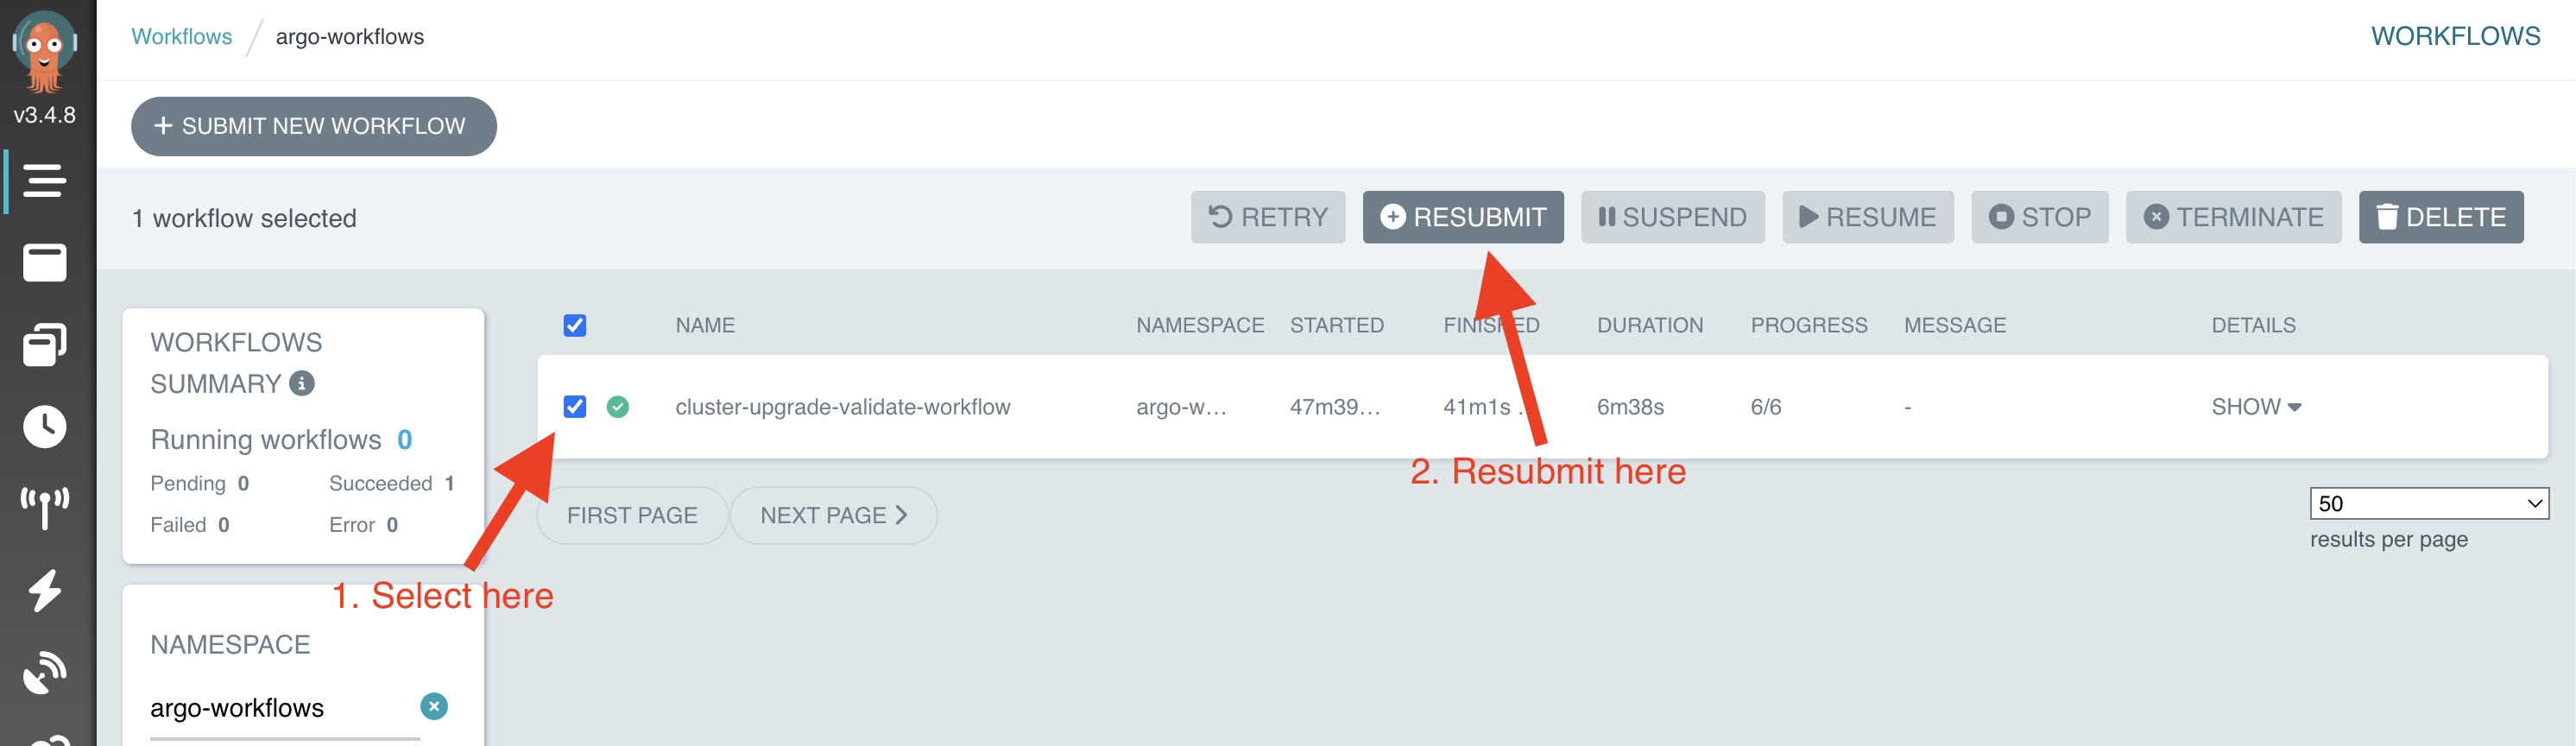 Workflows / argo-workflows
WORKFLOWS
v3.4.8
+ SUBMIT NEW WORKFLOW
1 workflow selected
RETRY
RESUBMIT
SUSPEND
RESUME
STOP
TERMINATE
DELETE
WORKFLOWS
SUMMARY
Running workflows 0
Pending 0 Succeeded 1
Failed 0 Error 0
NAME NAMESPACE STARTED FINISHED DURATION PROGRESS MESSAGE DETAILS
cluster-upgrade-validate-workflow argo-w... 47m39... 41m1s . 6m38s 6/6 - SHOW
2. Resubmit here
FIRST PAGE
NEXT PAGE
50
results per page
1. Select here
NAMESPACE
argo-workflows